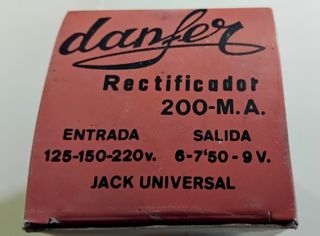 danfer
Rectificador
200-M.A.
ENTRADA SALIDA
125-150-220v. 6-7'50-9 V.
JACK UNIVERSAL